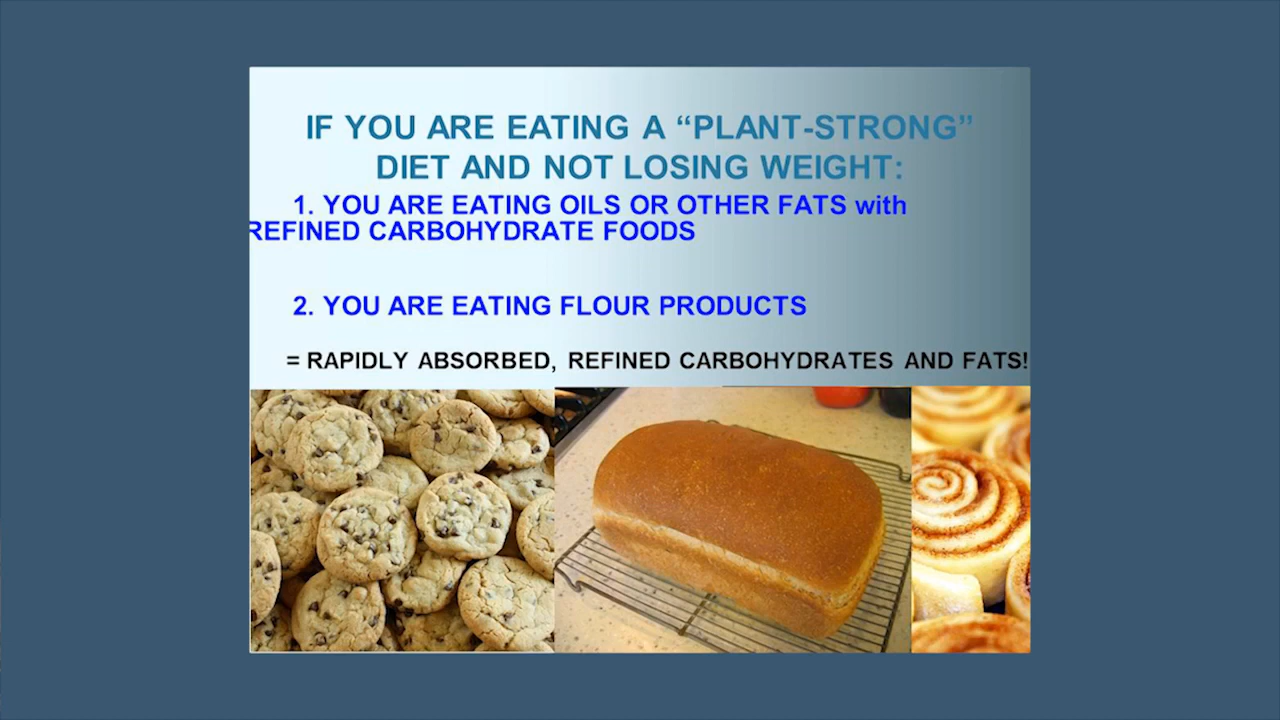 IF YOU ARE EATING A “PLANT-STRONG”
DIET AND NOT LOSING WEIGHT:
1. YOU ARE EATING OILS OR OTHER FATS with
REFINED CARBOHYDRATE FOODS
2. YOU ARE EATING FLOUR PRODUCTS
= RAPIDLY ABSORBED, REFINED CARBOHYDRATES AND FATS!